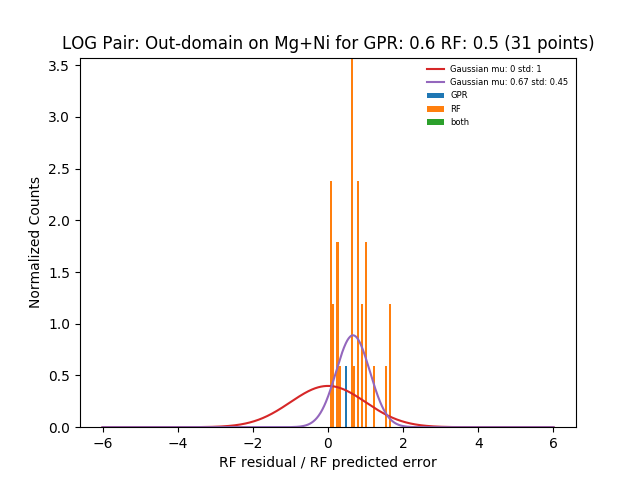 LOG Pair: Out-domain on Mg+Ni for GPR: 0.6 RF: 0.5 (31 points)
Gaussian mu: 0 std: 1
Gaussian mu: 0.67 std: 0.45
GPR
RF
both
Normalized Counts
3.5
3.0
2.5
2.0
1.5
1.0
0.5
0.0
−6 −4 −2 0 2 4 6
RF residual / RF predicted error